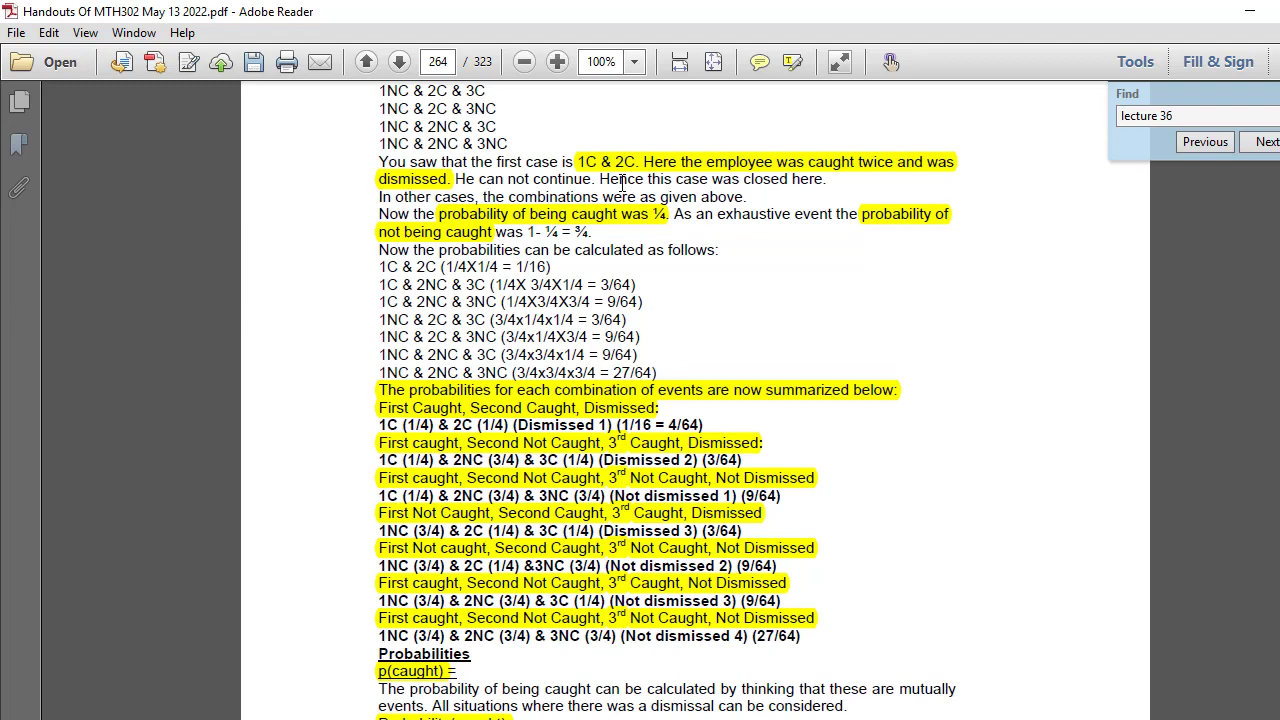 Handouts Of MTH302 May 13 2022.pdf - Adobe Reader
File Edit View Window Help
Open 264 / 323 100% Tools Fill & Sign
Find
lecture 36
Previous Next
1NC & 2C & 3C
1NC & 2C & 3NC
1NC & 2NC & 3C
1NC & 2NC & 3NC
You saw that the first case is 1C & 2C. Here the employee was caught twice and was
dismissed. He can not continue. Hence this case was closed here.
In other cases, the combinations were as given above.
Now the probability of being caught was ¼. As an exhaustive event the probability of
not being caught was 1- ¼ = ¾.
Now the probabilities can be calculated as follows:
1C & 2C (1/4X1/4 = 1/16)
1C & 2NC & 3C (1/4X 3/4X1/4 = 3/64)
1C & 2NC & 3NC (1/4X3/4X3/4 = 9/64)
1NC & 2C & 3C (3/4x1/4x1/4 = 3/64)
1NC & 2C & 3NC (3/4x1/4X3/4 = 9/64)
1NC & 2NC & 3C (3/4x3/4x1/4 = 9/64)
1NC & 2NC & 3NC (3/4x3/4x3/4 = 27/64)
The probabilities for each combination of events are now summarized below:
First Caught, Second Caught, Dismissed:
1C (1/4) & 2C (1/4) (Dismissed 1) (1/16 = 4/64)
First caught, Second Not Caught, 3rd Caught, Dismissed:
1C (1/4) & 2NC (3/4) & 3C (1/4) (Dismissed 2) (3/64)
First caught, Second Not Caught, 3rd Not Caught, Not Dismissed
1C (1/4) & 2NC (3/4) & 3NC (3/4) (Not dismissed 1) (9/64)
First Not Caught, Second Caught, 3rd Caught, Dismissed
1NC (3/4) & 2C (1/4) & 3C (1/4) (Dismissed 3) (3/64)
First Not caught, Second Caught, 3rd Not Caught, Not Dismissed
1NC (3/4) & 2C (1/4) &3NC (3/4) (Not dismissed 2) (9/64)
First caught, Second Not Caught, 3rd Caught, Not Dismissed
1NC (3/4) & 2NC (3/4) & 3C (1/4) (Not dismissed 3) (9/64)
First caught, Second Not Caught, 3rd Not Caught, Not Dismissed
1NC (3/4) & 2NC (3/4) & 3NC (3/4) (Not dismissed 4) (27/64)
Probabilities
p(caught) =
The probability of being caught can be calculated by thinking that these are mutually
events. All situations where there was a dismissal can be considered.